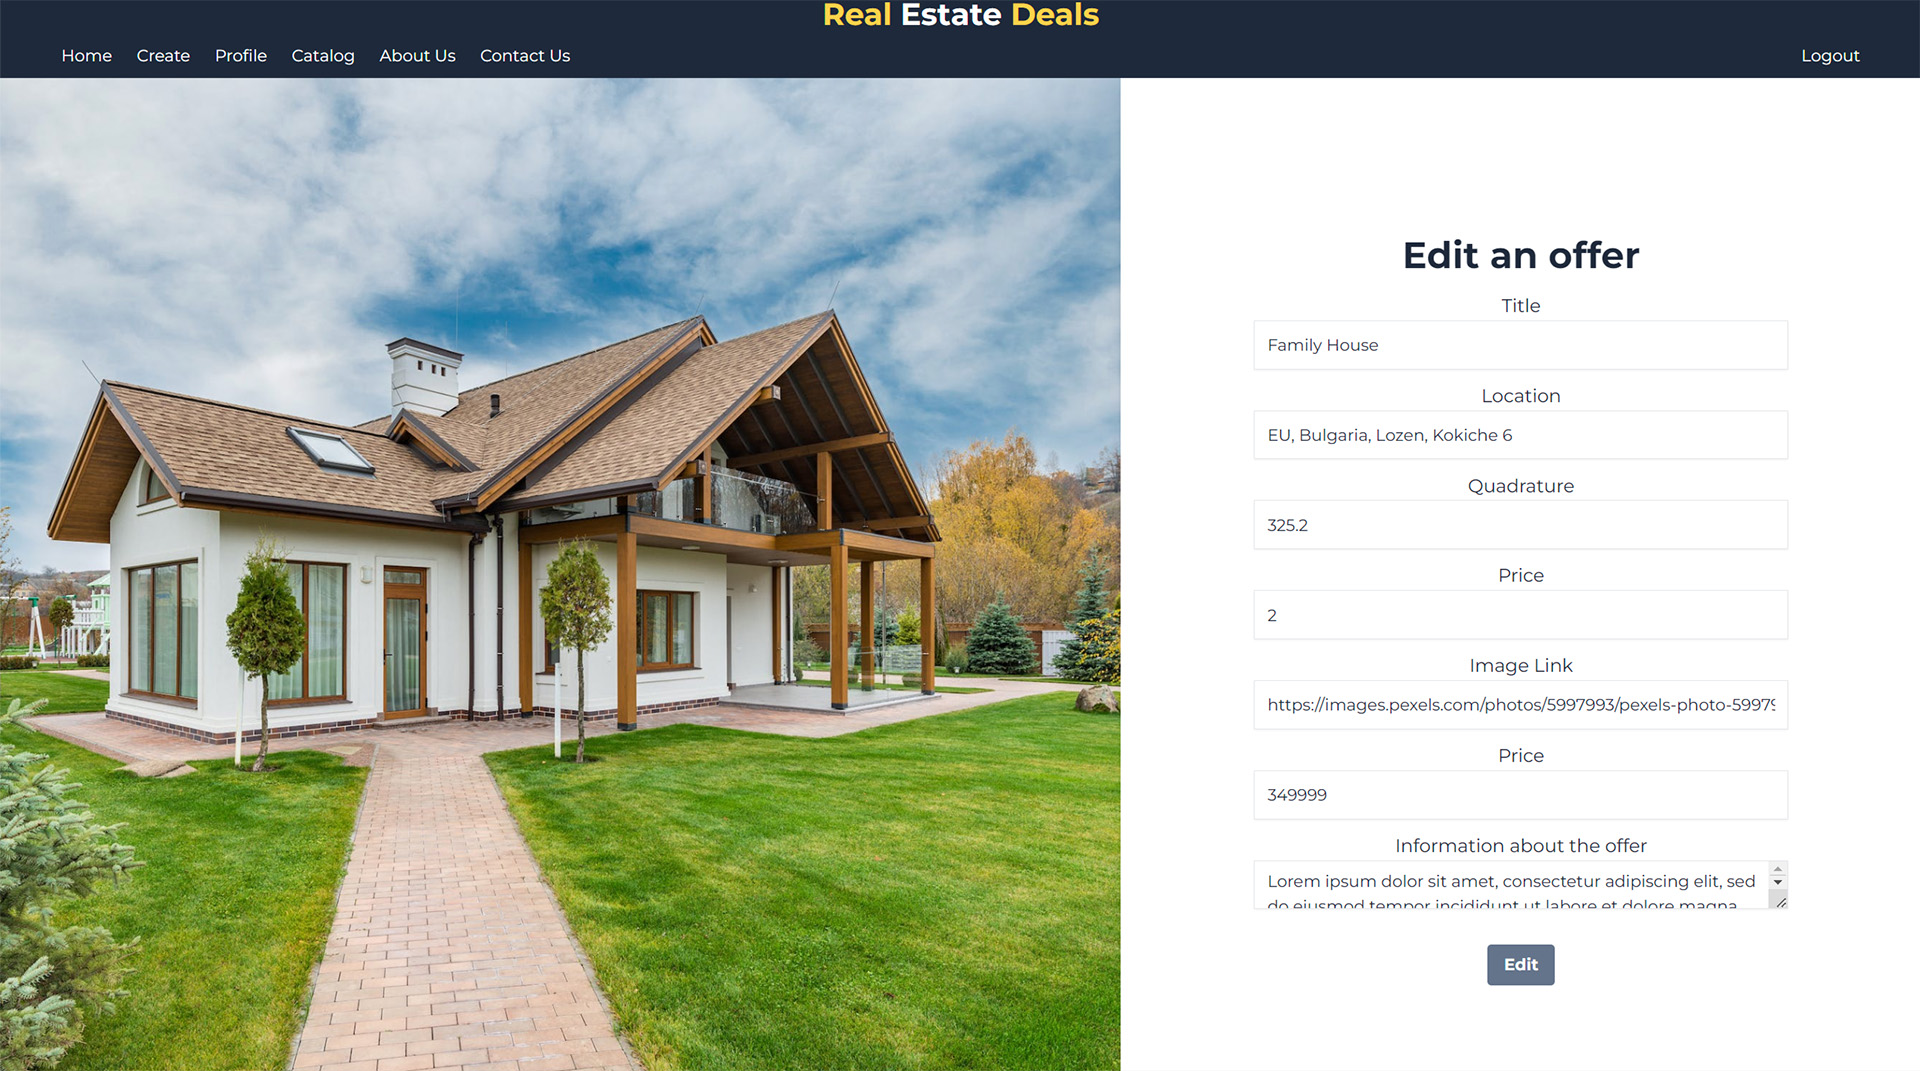 Real Estate Deals
Home Create Profile Catalog About Us Contact Us Logout
Edit an offer
Title
Family House
Location
EU, Bulgaria, Lozen, Kokiche 6
Quadrature
325.2
Price
2
Image Link
https://images.pexels.com/photos/5997993/pexels-photo-59979
Price
349999
Information about the offer
Lorem ipsum dolor sit amet, consectetur adipiscing elit, sed
do eiusmod tempor incididunt ut labore et dolore magna
Edit